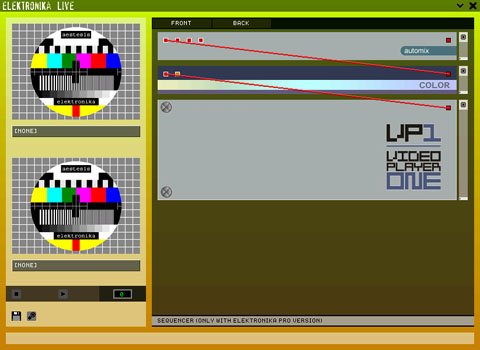 ELEKTRONIKA LIVE
FRONT BACK
aestesis
elektronika
[NONE]
aestesis
elektronika
[NONE]
automix
COLOR
VP1
VIDEO
PLAYER
ONE
SEQUENCER (ONLY WITH ELEKTRONIKA PRO VERSION)